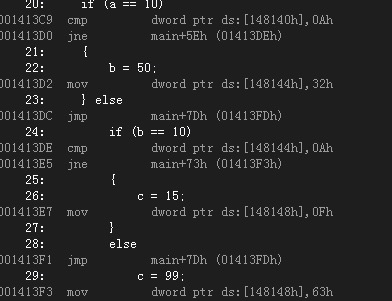 20: if (a == 10)
001413C9 cmp dword ptr ds:[148140h],0Ah
001413D0 jne main+5Eh (01413DEh)
21: {
22: b = 50;
001413D2 mov dword ptr ds:[148144h],32h
23: } else
001413DC jmp main+7Dh (01413FDh)
24: if (b == 10)
001413DE cmp dword ptr ds:[148144h],0Ah
001413E5 jne main+73h (01413F3h)
25: {
26: c = 15;
001413E7 mov dword ptr ds:[148148h],0Fh
27: }
28: else
001413F1 jmp main+7Dh (01413FDh)
29: c = 99;
001413F3 mov dword ptr ds:[148148h],63h